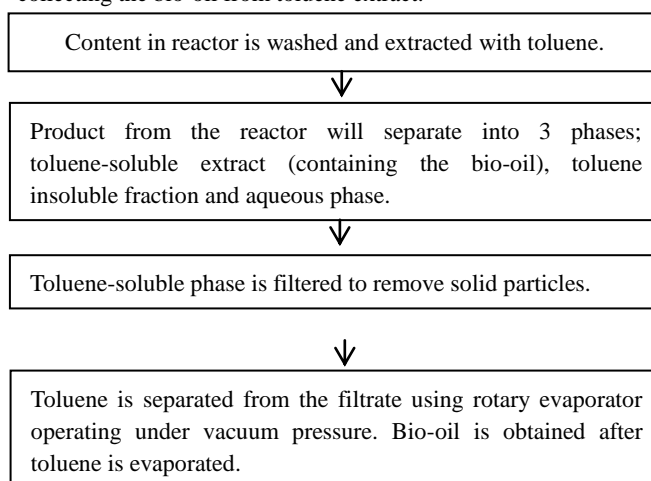 collecting the bio-oil from toluene extract.
Content in reactor is washed and extracted with toluene.
Product from the reactor will separate into 3 phases;
toluene-soluble extract (containing the bio-oil), toluene
insoluble fraction and aqueous phase.
Toluene-soluble phase is filtered to remove solid particles.
Toluene is separated from the filtrate using rotary evaporator
operating under vacuum pressure. Bio-oil is obtained after
toluene is evaporated.